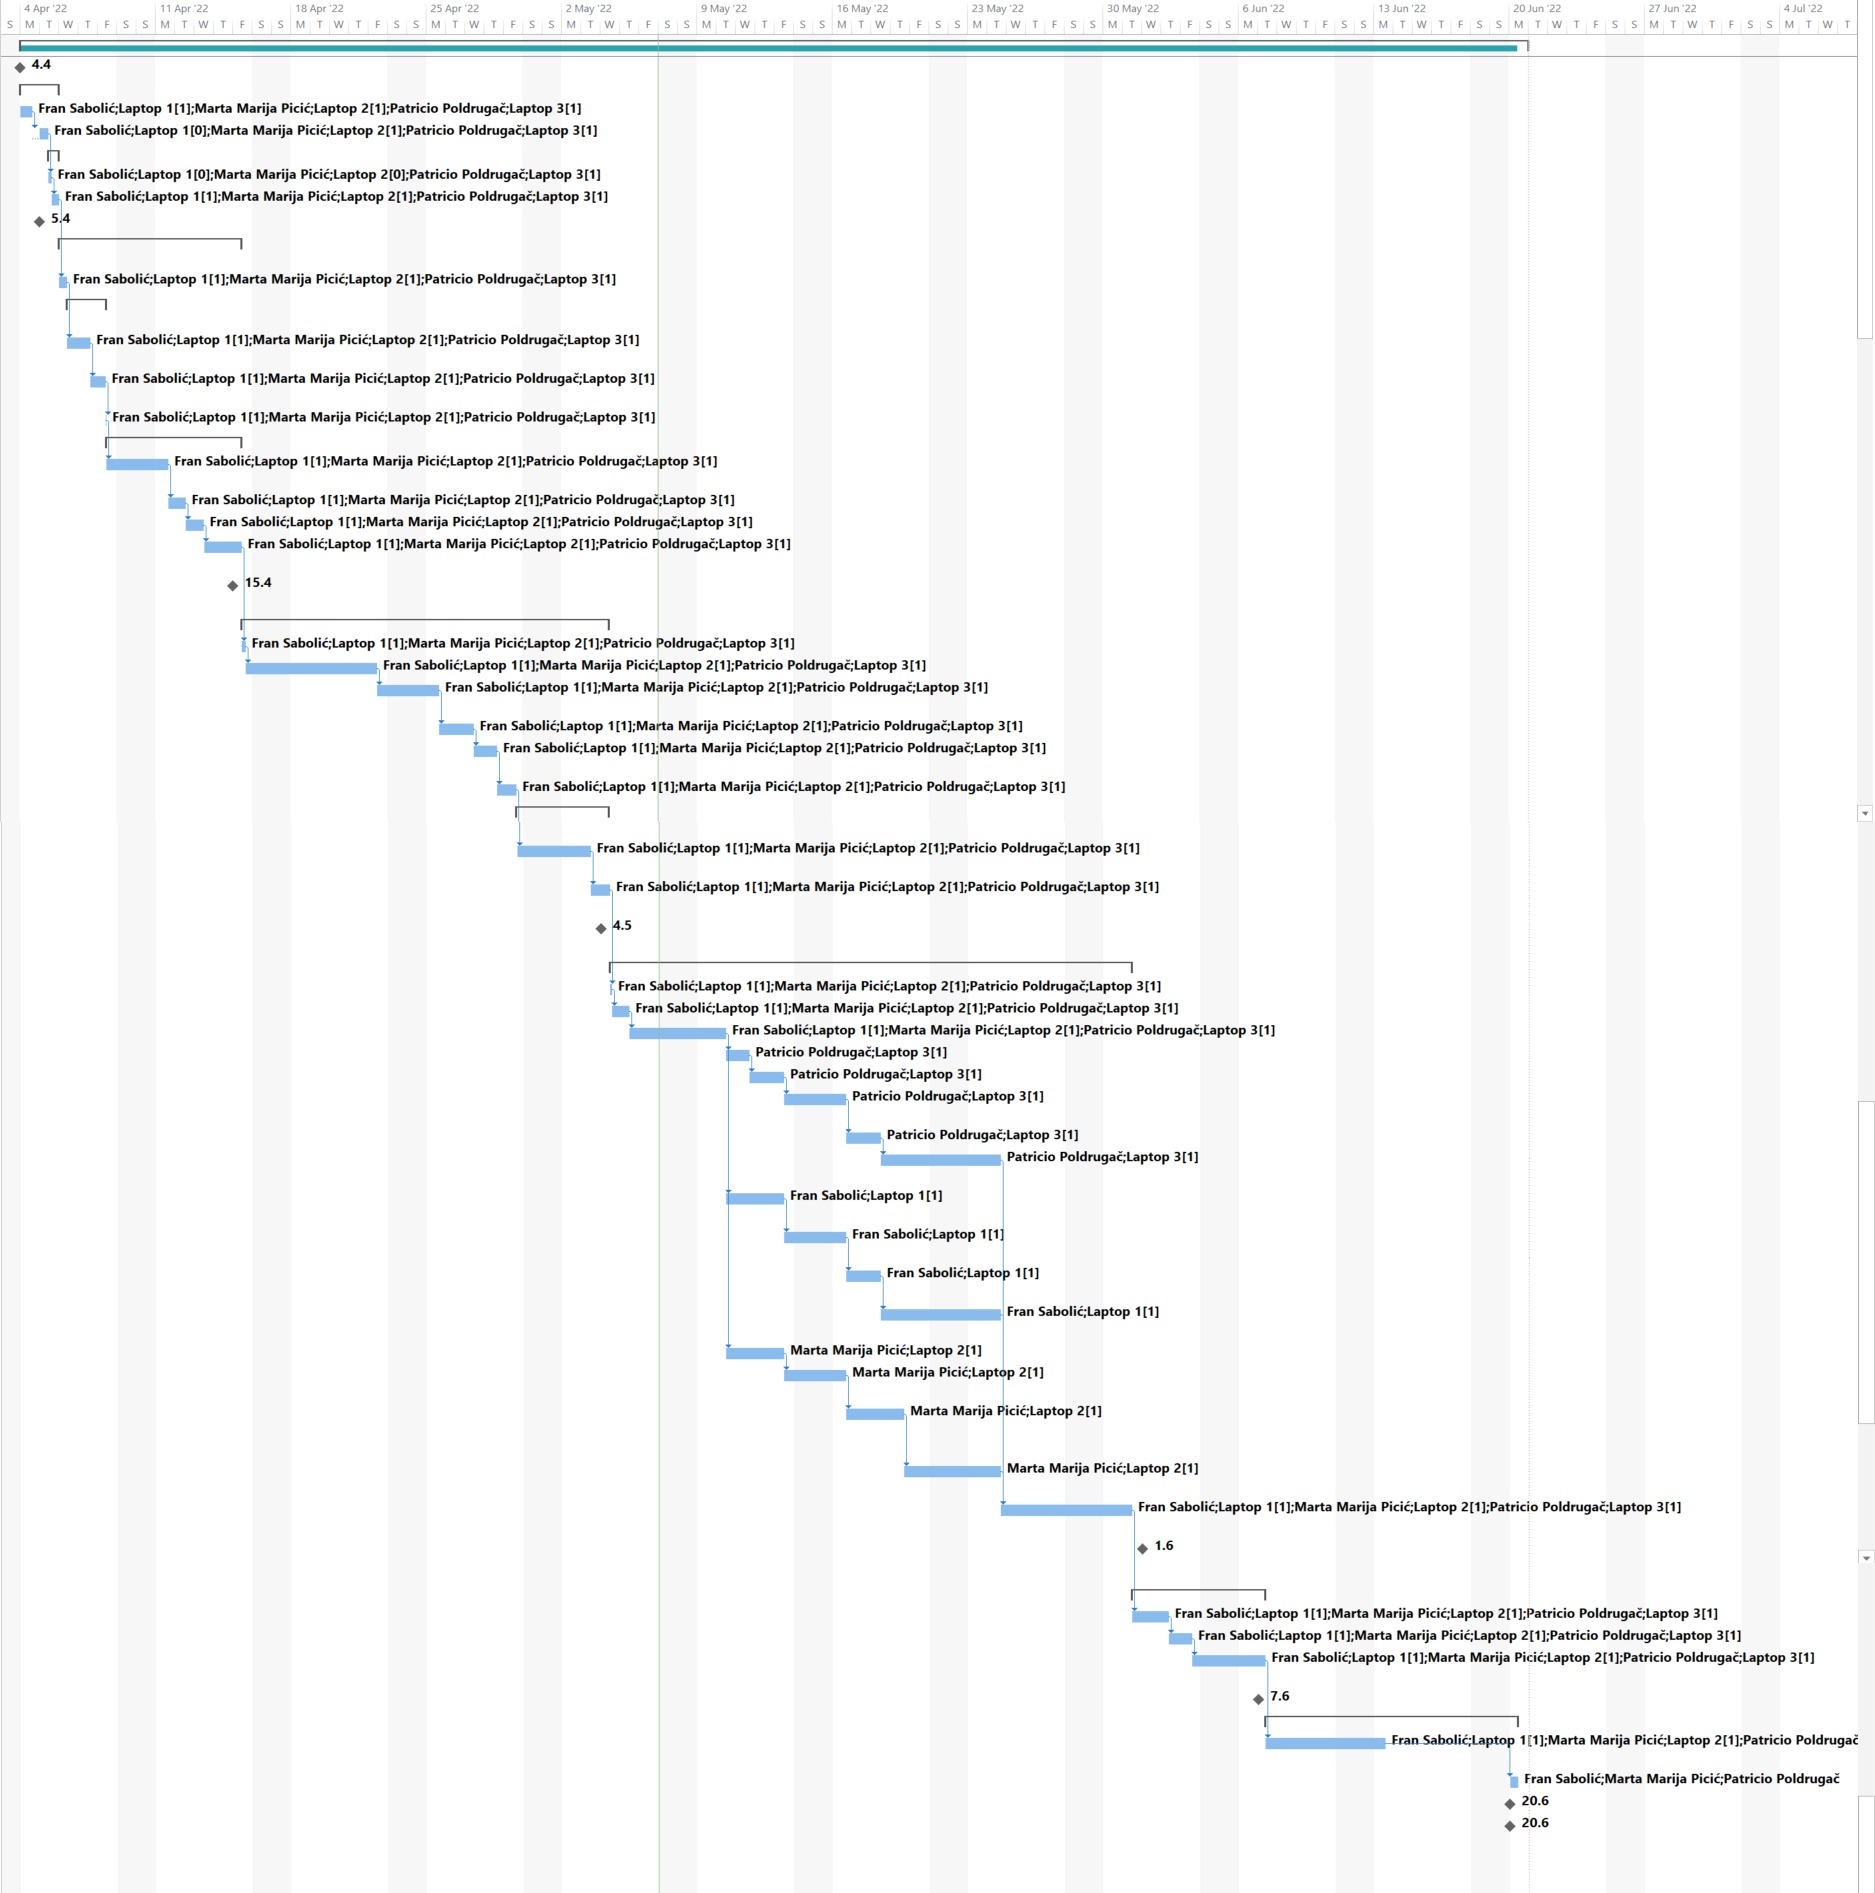 4 Apr '22 11 Apr '22 18 Apr '22 25 Apr '22 2 May '22 9 May '22 16 May '22 23 May '22 30 May '22 6 Jun '22 13 Jun '22 20 Jun '22 27 Jun '22 4 Jul '22
S M T W T F S S M T W T F S S M T W T F S S M T W T F S S M T W T F S S M T W T F S S M T W T F S S M T W T F S S M T W T F S S M T W T F S S M T W T F S S M T W T F S S M T W T F S S M T W T
4.4
Fran Sabolić;Laptop 1[1];Marta Marija Picić;Laptop 2[1];Patricio Poldrugač;Laptop 3[1]
Fran Sabolić;Laptop 1[0];Marta Marija Picić;Laptop 2[1];Patricio Poldrugač;Laptop 3[1]
Fran Sabolić;Laptop 1[0];Marta Marija Picić;Laptop 2[0];Patricio Poldrugač;Laptop 3[1]
Fran Sabolić;Laptop 1[1];Marta Marija Picić;Laptop 2[1];Patricio Poldrugač;Laptop 3[1]
5.4
Fran Sabolić;Laptop 1[1];Marta Marija Picić;Laptop 2[1];Patricio Poldrugač;Laptop 3[1]
Fran Sabolić;Laptop 1[1];Marta Marija Picić;Laptop 2[1];Patricio Poldrugač;Laptop 3[1]
Fran Sabolić;Laptop 1[1];Marta Marija Picić;Laptop 2[1];Patricio Poldrugač;Laptop 3[1]
Fran Sabolić;Laptop 1[1];Marta Marija Picić;Laptop 2[1];Patricio Poldrugač;Laptop 3[1]
Fran Sabolić;Laptop 1[1];Marta Marija Picić;Laptop 2[1];Patricio Poldrugač;Laptop 3[1]
Fran Sabolić;Laptop 1[1];Marta Marija Picić;Laptop 2[1];Patricio Poldrugač;Laptop 3[1]
Fran Sabolić;Laptop 1[1];Marta Marija Picić;Laptop 2[1];Patricio Poldrugač;Laptop 3[1]
Fran Sabolić;Laptop 1[1];Marta Marija Picić;Laptop 2[1];Patricio Poldrugač;Laptop 3[1]
15.4
Fran Sabolić;Laptop 1[1];Marta Marija Picić;Laptop 2[1];Patricio Poldrugač;Laptop 3[1]
Fran Sabolić;Laptop 1[1];Marta Marija Picić;Laptop 2[1];Patricio Poldrugač;Laptop 3[1]
Fran Sabolić;Laptop 1[1];Marta Marija Picić;Laptop 2[1];Patricio Poldrugač;Laptop 3[1]
Fran Sabolić;Laptop 1[1];Marta Marija Picić;Laptop 2[1];Patricio Poldrugač;Laptop 3[1]
Fran Sabolić;Laptop 1[1];Marta Marija Picić;Laptop 2[1];Patricio Poldrugač;Laptop 3[1]
Fran Sabolić;Laptop 1[1];Marta Marija Picić;Laptop 2[1];Patricio Poldrugač;Laptop 3[1]
Fran Sabolić;Laptop 1[1];Marta Marija Picić;Laptop 2[1];Patricio Poldrugač;Laptop 3[1]
Fran Sabolić;Laptop 1[1];Marta Marija Picić;Laptop 2[1];Patricio Poldrugač;Laptop 3[1]
4.5
Fran Sabolić;Laptop 1[1];Marta Marija Picić;Laptop 2[1];Patricio Poldrugač;Laptop 3[1]
Fran Sabolić;Laptop 1[1];Marta Marija Picić;Laptop 2[1];Patricio Poldrugač;Laptop 3[1]
Fran Sabolić;Laptop 1[1];Marta Marija Picić;Laptop 2[1];Patricio Poldrugač;Laptop 3[1]
Patricio Poldrugač;Laptop 3[1]
Patricio Poldrugač;Laptop 3[1]
Patricio Poldrugač;Laptop 3[1]
Patricio Poldrugač;Laptop 3[1]
Patricio Poldrugač;Laptop 3[1]
Fran Sabolić;Laptop 1[1]
Fran Sabolić;Laptop 1[1]
Fran Sabolić;Laptop 1[1]
Fran Sabolić;Laptop 1[1]
Marta Marija Picić;Laptop 2[1]
Marta Marija Picić;Laptop 2[1]
Marta Marija Picić;Laptop 2[1]
Marta Marija Picić;Laptop 2[1]
Fran Sabolić;Laptop 1[1];Marta Marija Picić;Laptop 2[1];Patricio Poldrugač;Laptop 3[1]
1.6
Fran Sabolić;Laptop 1[1];Marta Marija Picić;Laptop 2[1];Patricio Poldrugač;Laptop 3[1]
Fran Sabolić;Laptop 1[1];Marta Marija Picić;Laptop 2[1];Patricio Poldrugač;Laptop 3[1]
Fran Sabolić;Laptop 1[1];Marta Marija Picić;Laptop 2[1];Patricio Poldrugač;Laptop 3[1]
7.6
Fran Sabolić;Laptop 1[1];Marta Marija Picić;Laptop 2[1];Patricio Poldrugač
Fran Sabolić;Marta Marija Picić;Patricio Poldrugač
20.6
20.6